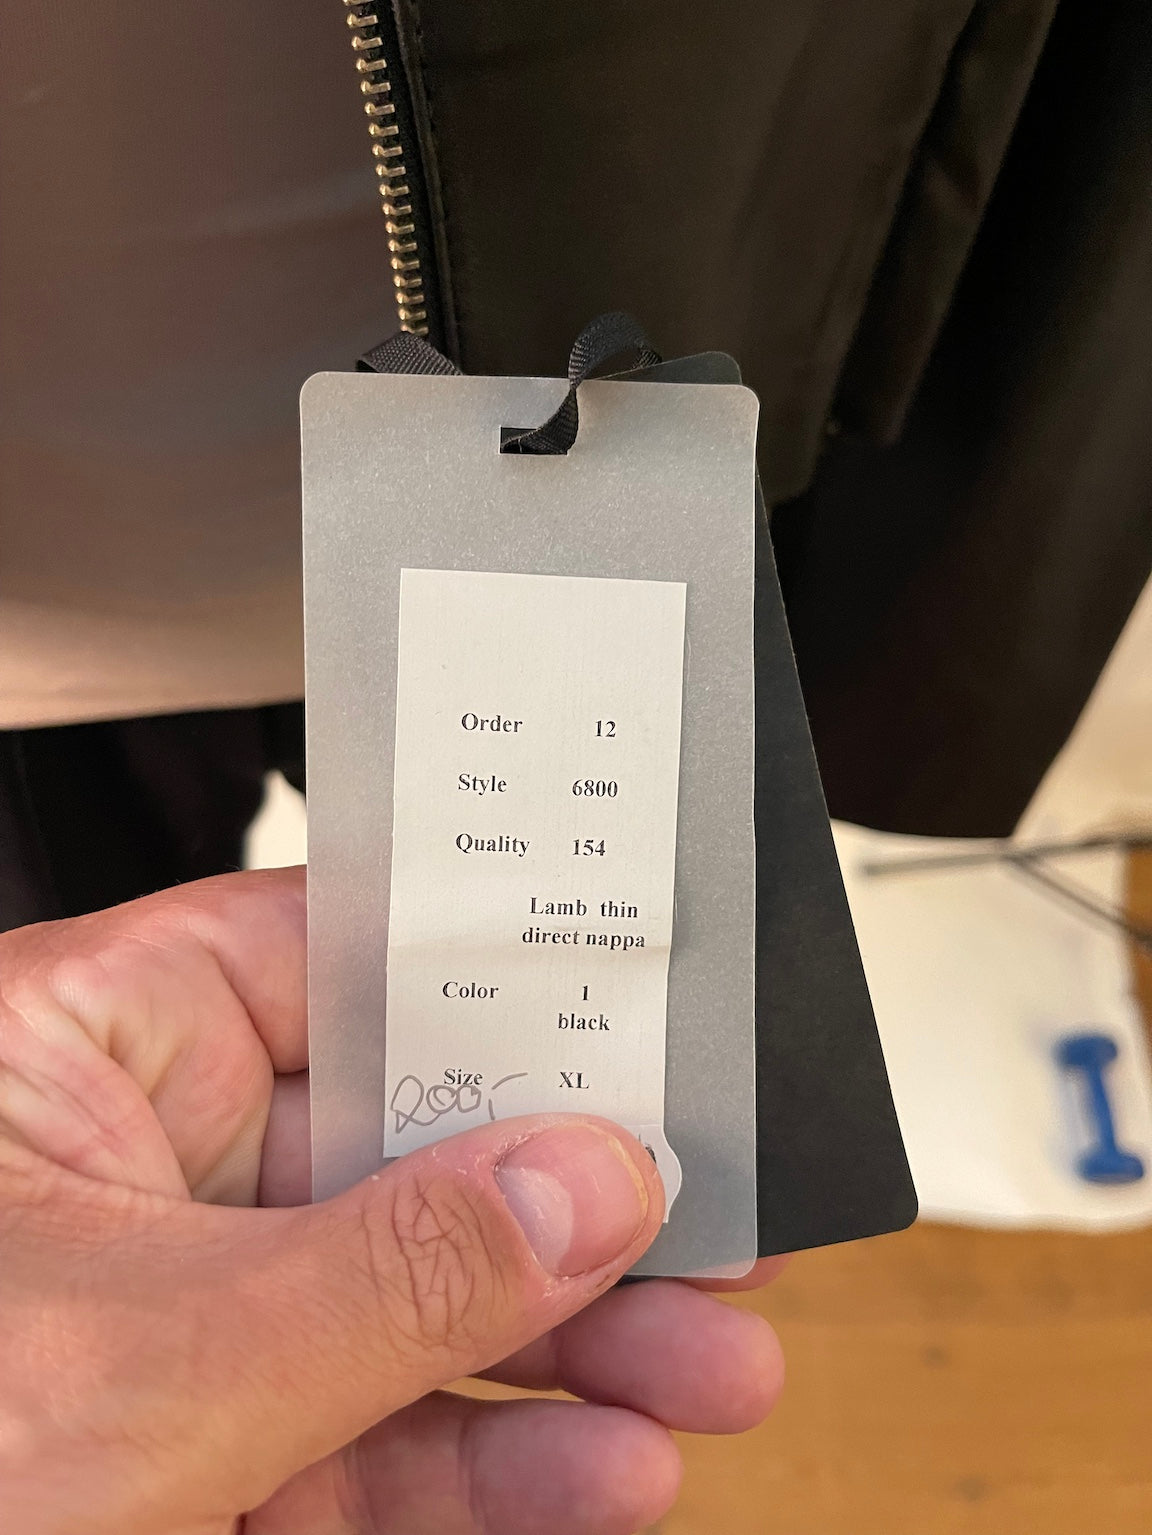 Order 12
Style 6800
Quality 154
Lamb thin
direct nappa
Color 1
black
Size XL